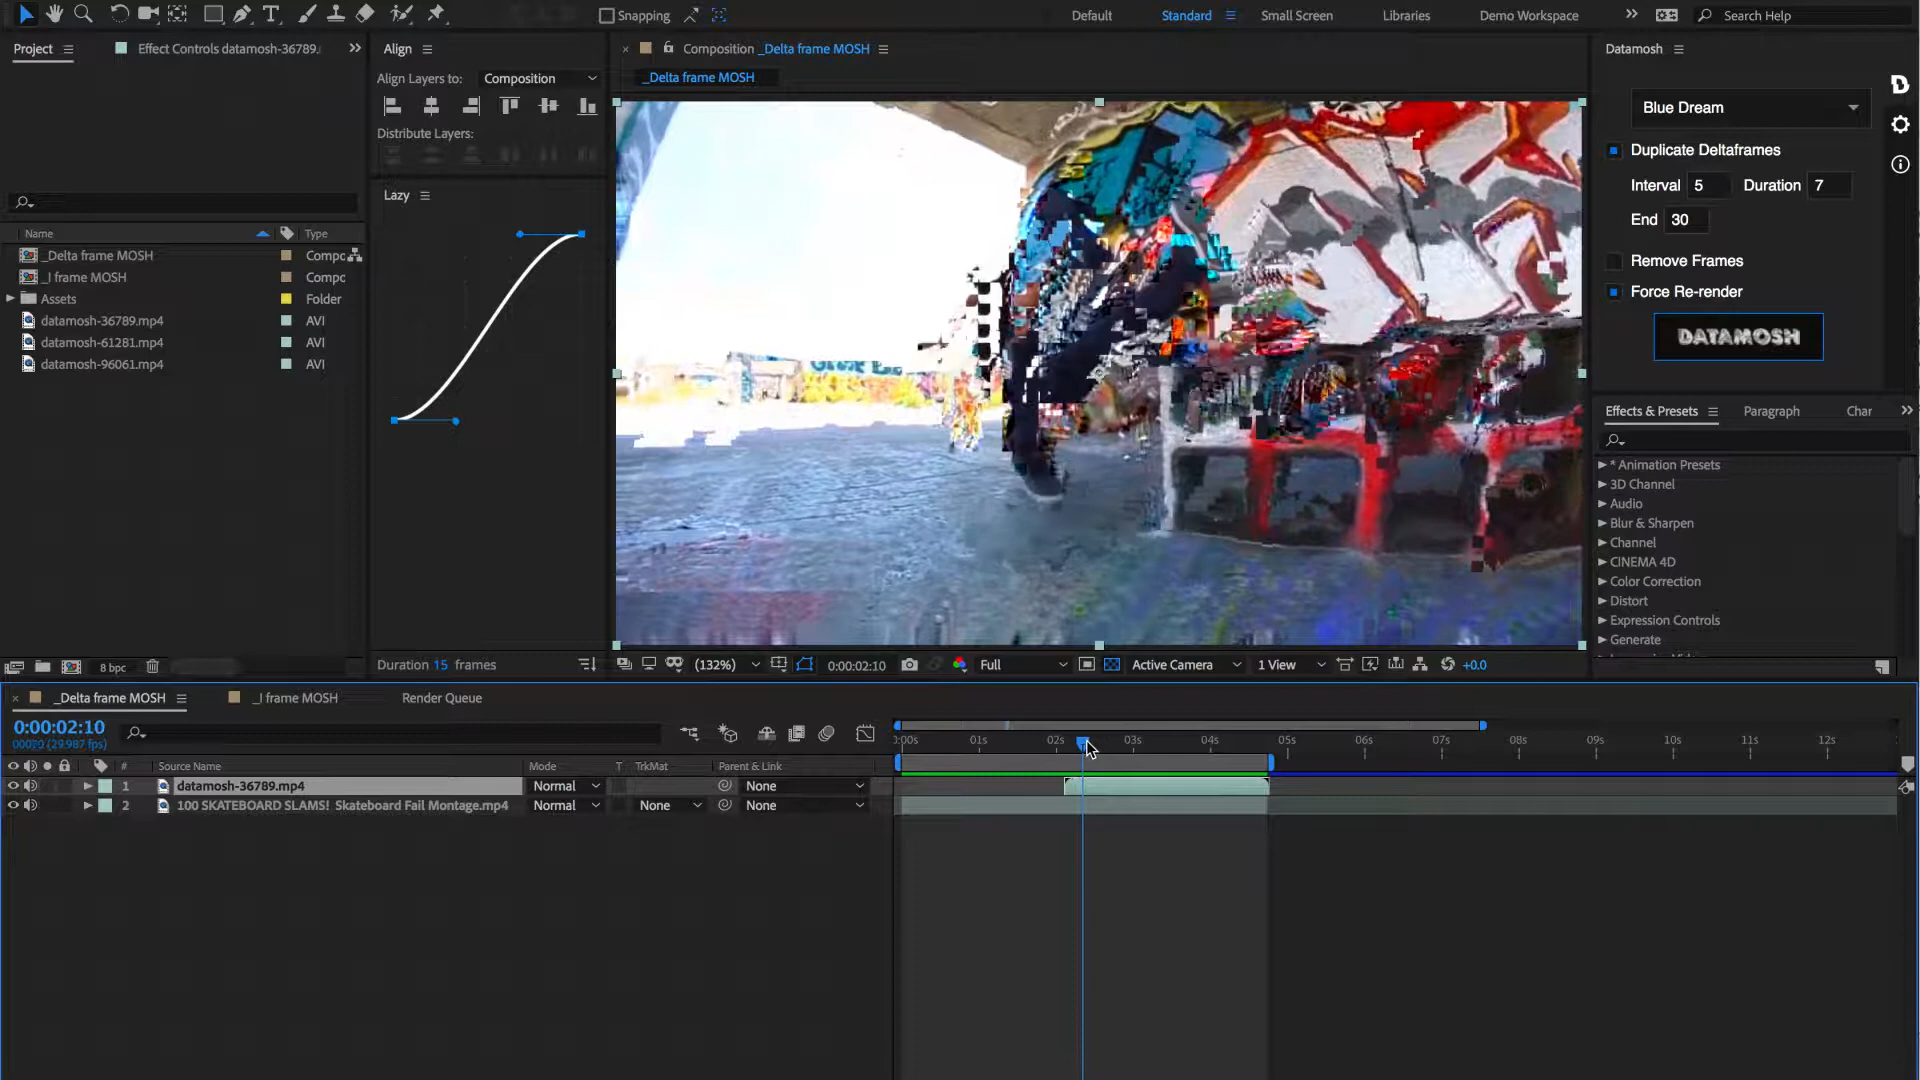 Snapping
Default
Standard
Small Screen
Libraries
Demo Workspace
Search Help
Project
Effect Controls datamosh-36789.
Align
Composition _Delta frame MOSH
Datamosh
Align Layers to:
Composition
_Delta frame MOSH
Blue Dream
Distribute Layers:
Duplicate Deltaframes
Interval 5 Duration 7
End 30
Remove Frames
Force Re-render
DATAMOSH
Lazy
Name
Type
_Delta frame MOSH
Compc
_I frame MOSH
Compc
Assets
Folder
datamosh-36789.mp4
AVI
datamosh-61281.mp4
AVI
datamosh-96061.mp4
AVI
Effects & Presets
Paragraph
Char
* Animation Presets
3D Channel
Audio
Blur & Sharpen
Channel
CINEMA 4D
Color Correction
Distort
Expression Controls
Generate
8 bpc
Duration 15 frames
(132%)
0:00:02:10
Full
Active Camera
1 View
+0.0
_Delta frame MOSH
_I frame MOSH
Render Queue
0:00:02:10
(29.987 fps)
:00s
01s
02s
03s
04s
05s
06s
07s
08s
09s
10s
11s
12s
#
Source Name
Mode
T
TrkMat
Parent & Link
1
datamosh-36789.mp4
Normal
None
2
100 SKATEBOARD SLAMS! Skateboard Fail Montage.mp4
Normal
None
None